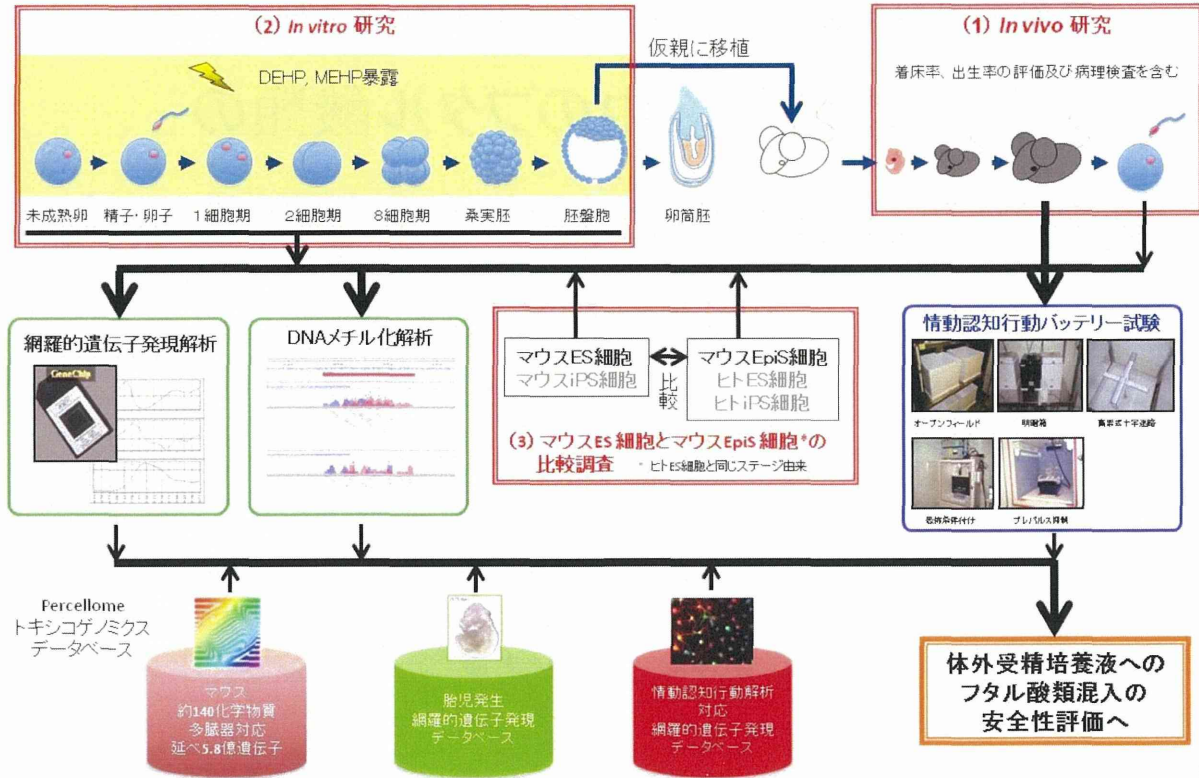 (2) In vitro 研究
DEHP, MEHP暴露
未成熟卵
精子・卵子
1細胞期
2細胞期
8細胞期
桑実胚
胚盤胞
仮親に移植
卵筒胚
(1) In vivo 研究
着床率、出生率の評価及び病理検査を含む
網羅的遺伝子発現解析
GeneChip
DNAメチル化解析
マウスES細胞
マウスiPS細胞
比較
マウスEpiS細胞
ヒトES細胞
ヒトiPS細胞
(3) マウスES細胞とマウスEpiS細胞*の
比較調査
* ヒトES細胞と同じステージ由来
情動認知行動バッテリー試験
オープンフィールド
明暗箱
高架式十字迷路
条件付け
プレパルス抑制
Percellome
トキシコゲノミクス
データベース
マウス
約140化学物質
多臓器対応
延べ5.8億遺伝子
胎児発生
網羅的遺伝子発現
データベース
情動認知行動解析
対応
網羅的遺伝子発現
データベース
体外受精培養液への
フタル酸類混入の
安全性評価へ